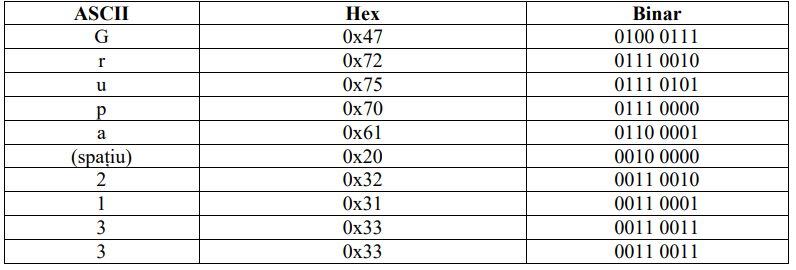 ASCII Hex Binar
G 0x47 0100 0111
r 0x72 0111 0010
u 0x75 0111 0101
p 0x70 0111 0000
a 0x61 0110 0001
(spațiu) 0x20 0010 0000
2 0x32 0011 0010
1 0x31 0011 0001
3 0x33 0011 0011
3 0x33 0011 0011